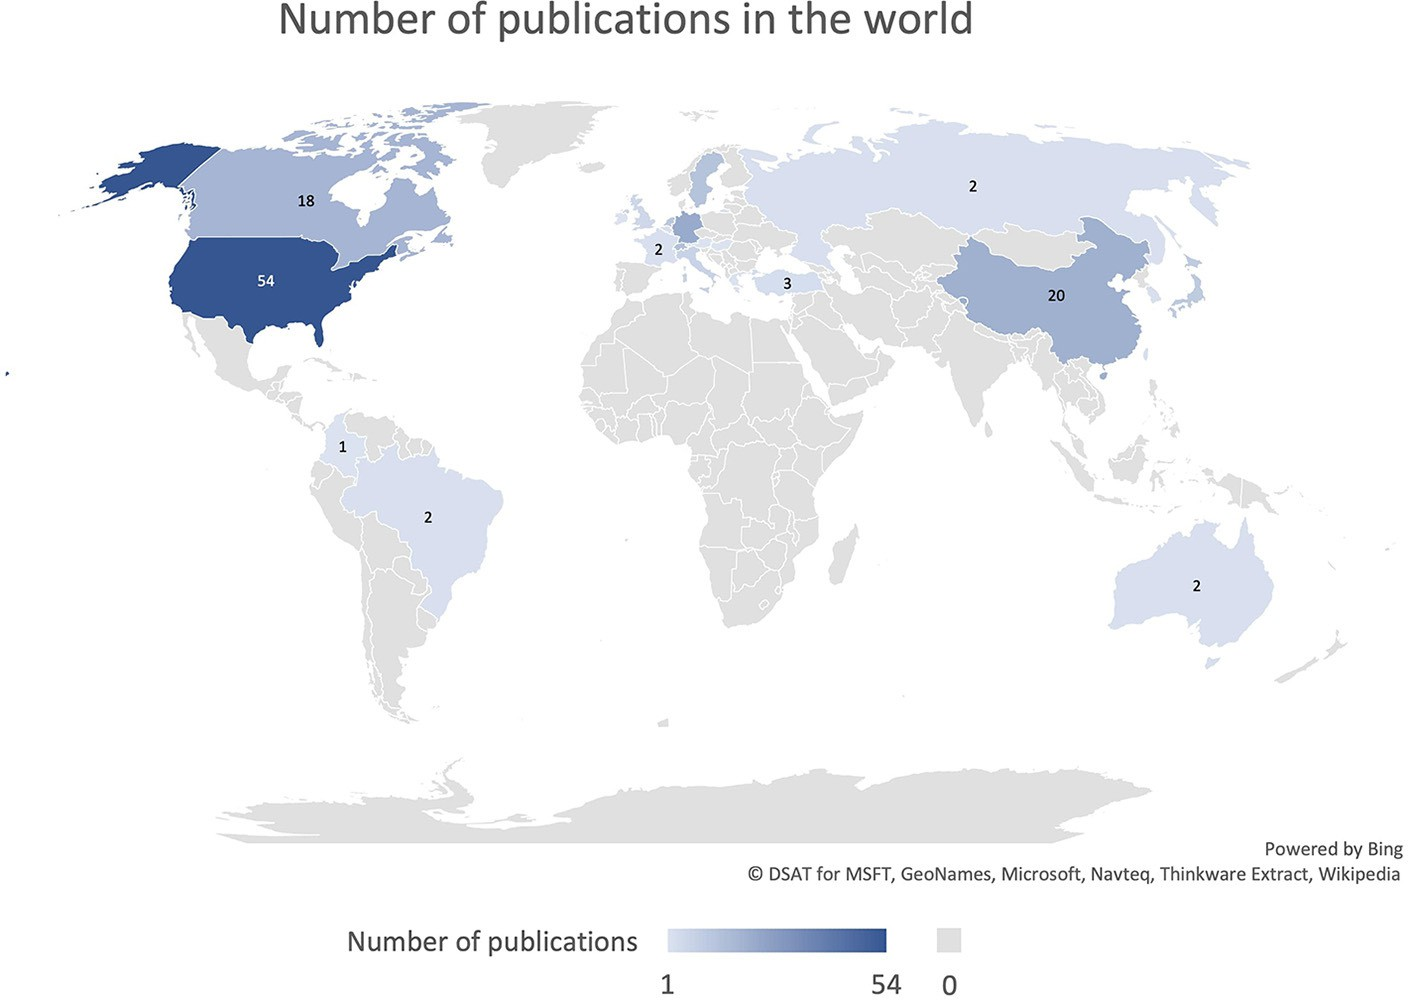 Number of publications in the world
18
2
54
2
3
20
1
2
2
Powered by Bing
© DSAT for MSFT, GeoNames, Microsoft, Navteq, Thinkware Extract, Wikipedia
Number of publications
1 54 0